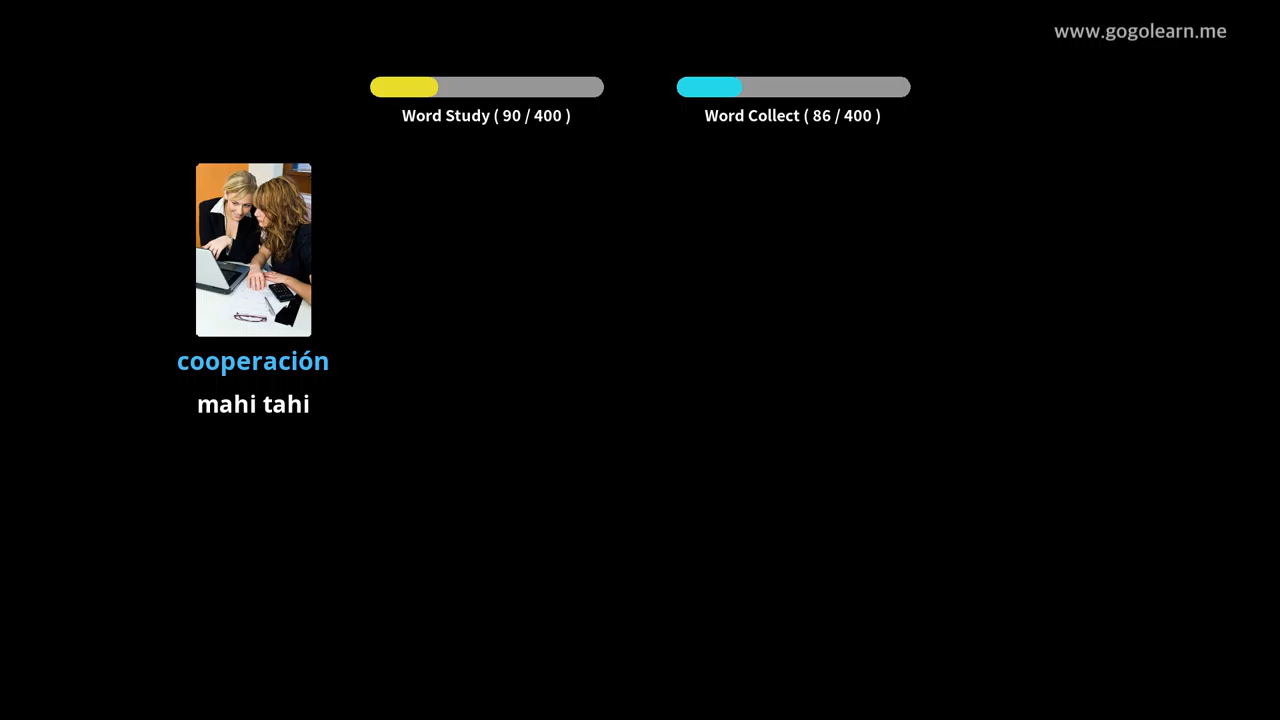 www.gogolearn.me
Word Study ( 90 / 400 )
Word Collect ( 86 / 400 )
cooperación
mahi tahi